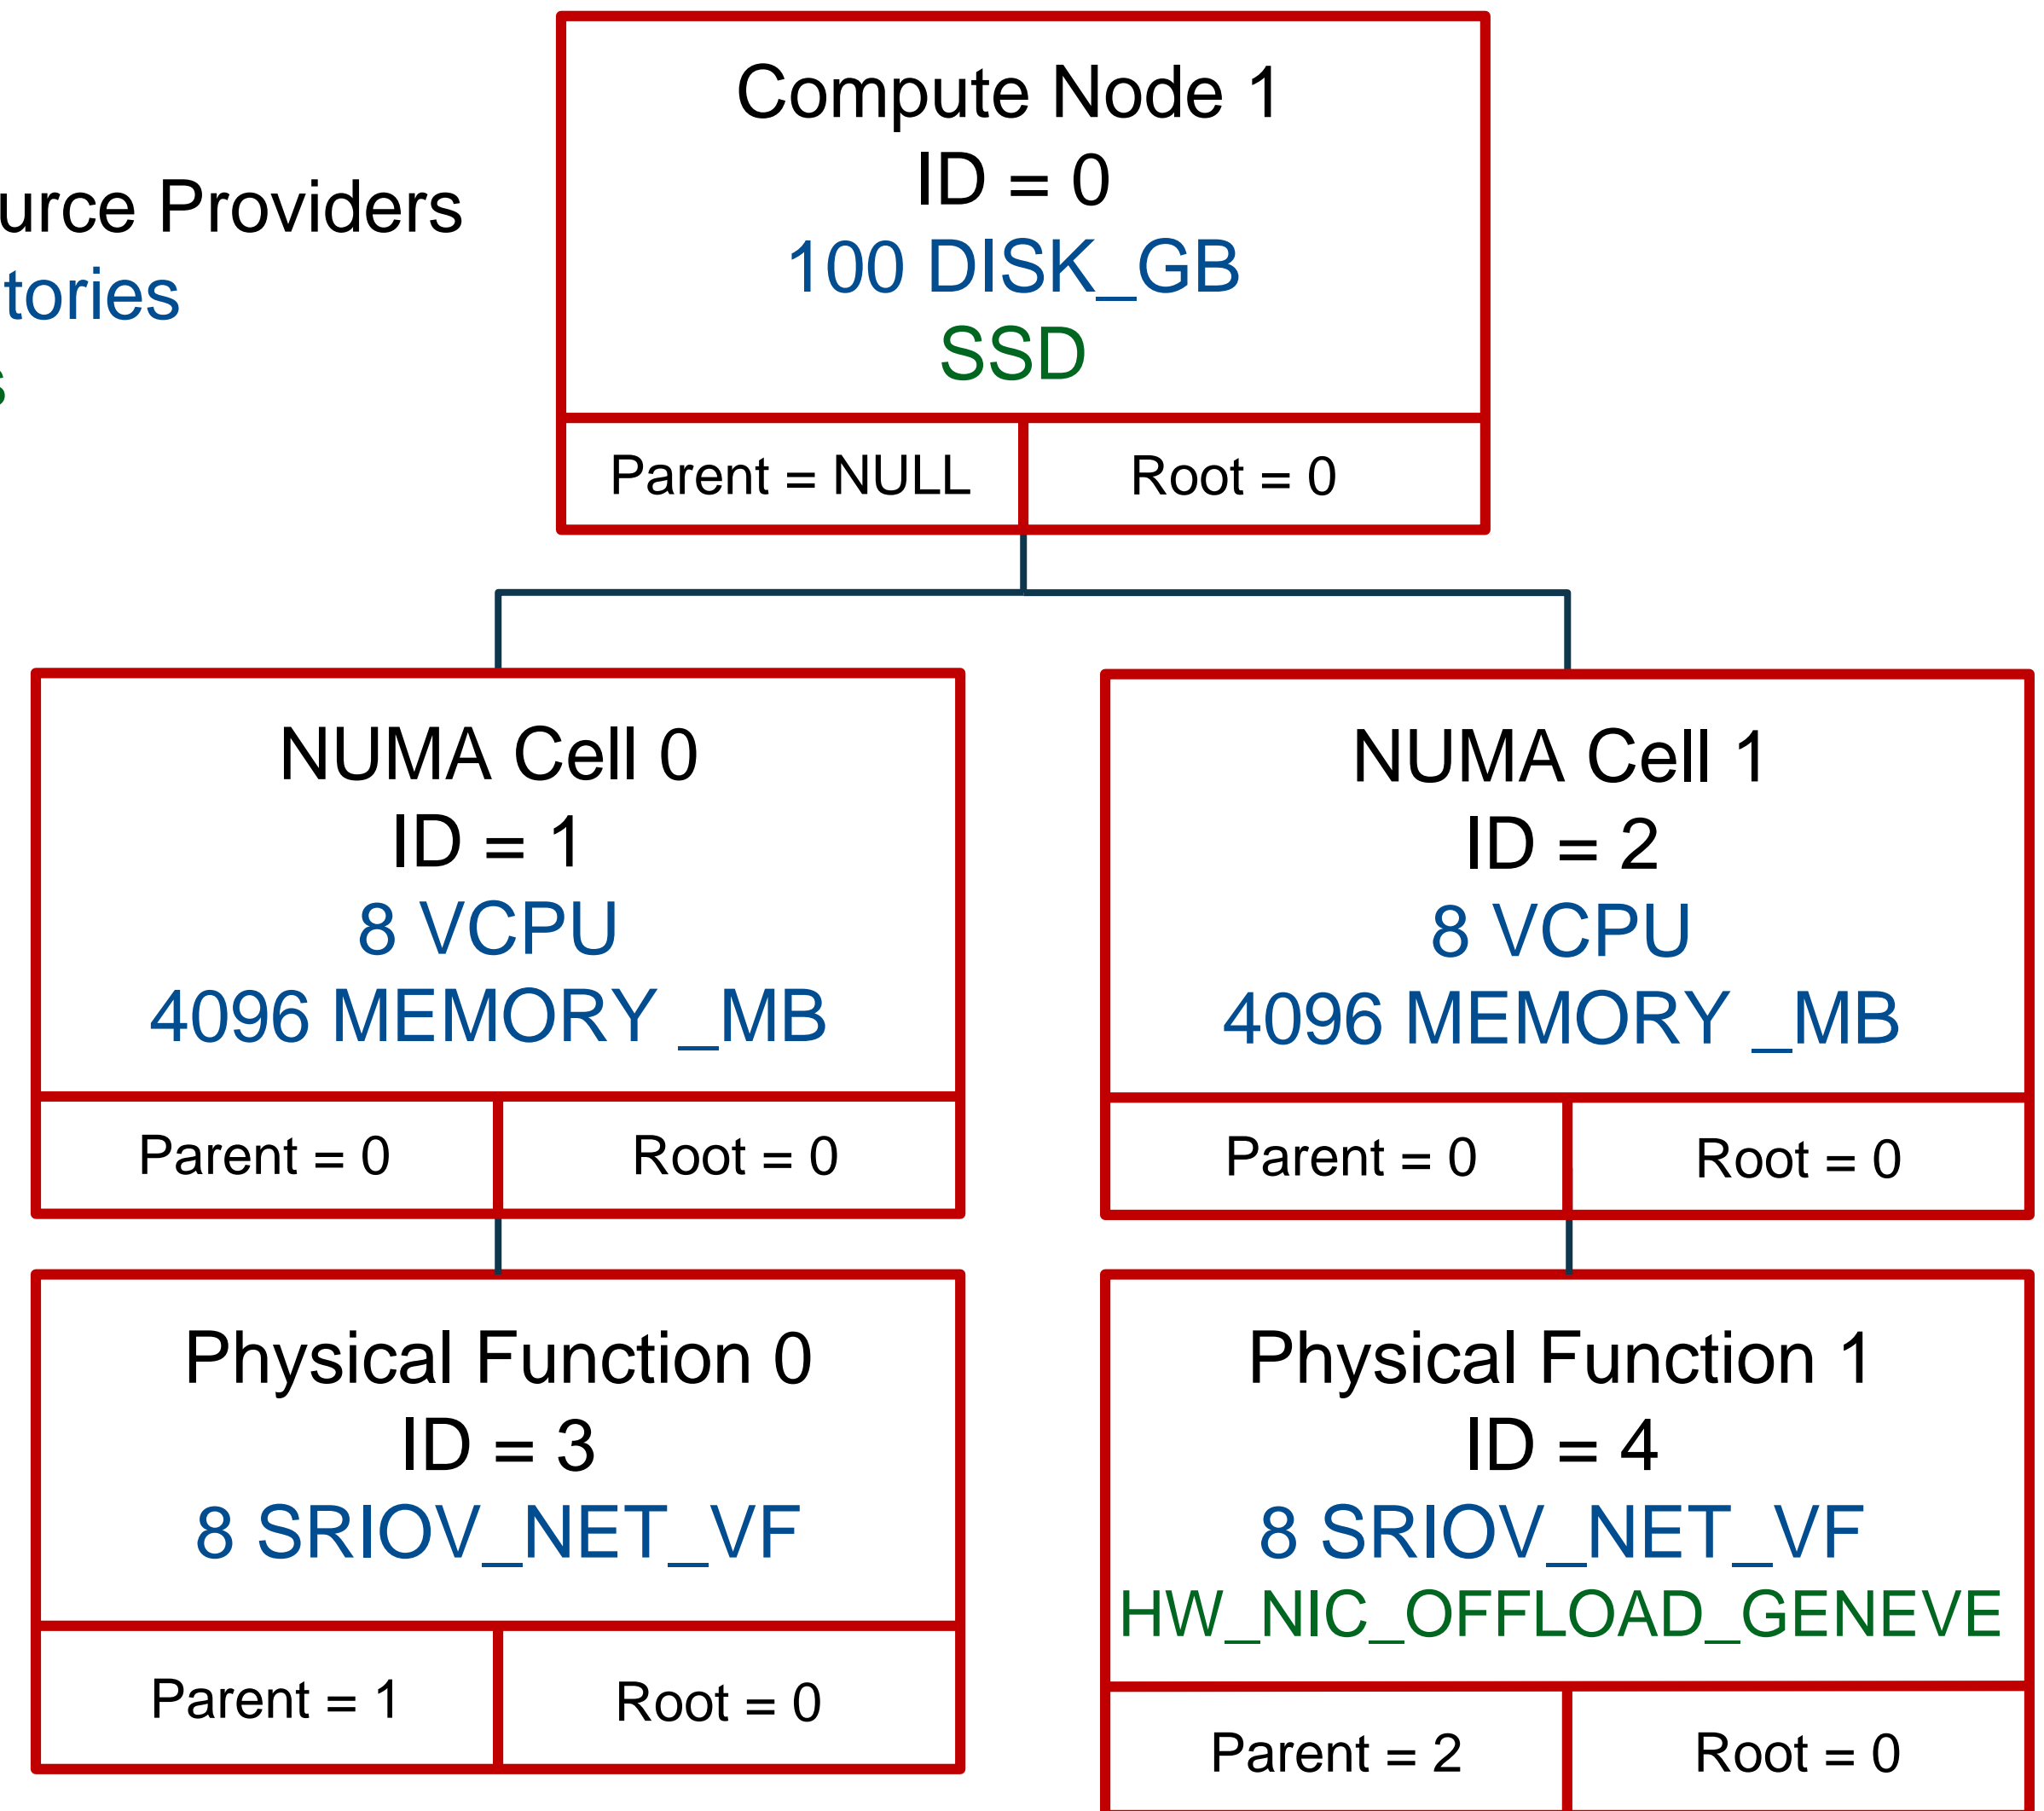 Compute Node 1
ID = 0
100 DISK_GB
SSD
Parent = NULL
Root = 0
Providers
NUMA Cell 0
ID = 1
8 VCPU
4096 MEMORY _MB
Parent = 0
Root = 0
NUMA Cell 1
ID = 2
8 VCPU
4096 MEMORY _MB
Parent = 0
Root = 0
Physical Function 0
ID = 3
8 SRIOV_NET_VF
Parent = 1
Root = 0
Physical Function 1
ID = 4
8 SRIOV_NET_VF
HW_NIC_OFFLOAD_GENEVE
Parent = 2
Root = 0